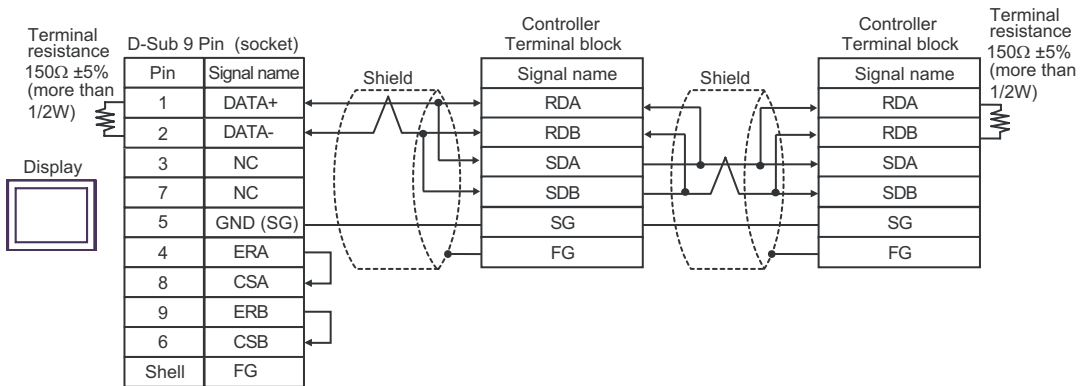 Terminal
resistance
150Ω ±5%
(more than
1/2W)
Display
D-Sub 9 Pin (socket)
Pin Signal name
1 DATA+
2 DATA-
3 NC
7 NC
5 GND (SG)
4 ERA
8 CSA
9 ERB
6 CSB
Shell FG
Shield
Controller
Terminal block
Signal name
RDA
RDB
SDA
SDB
SG
FG
Shield
Controller
Terminal block
Signal name
RDA
RDB
SDA
SDB
SG
FG
Terminal
resistance
150Ω ±5%
(more than
1/2W)